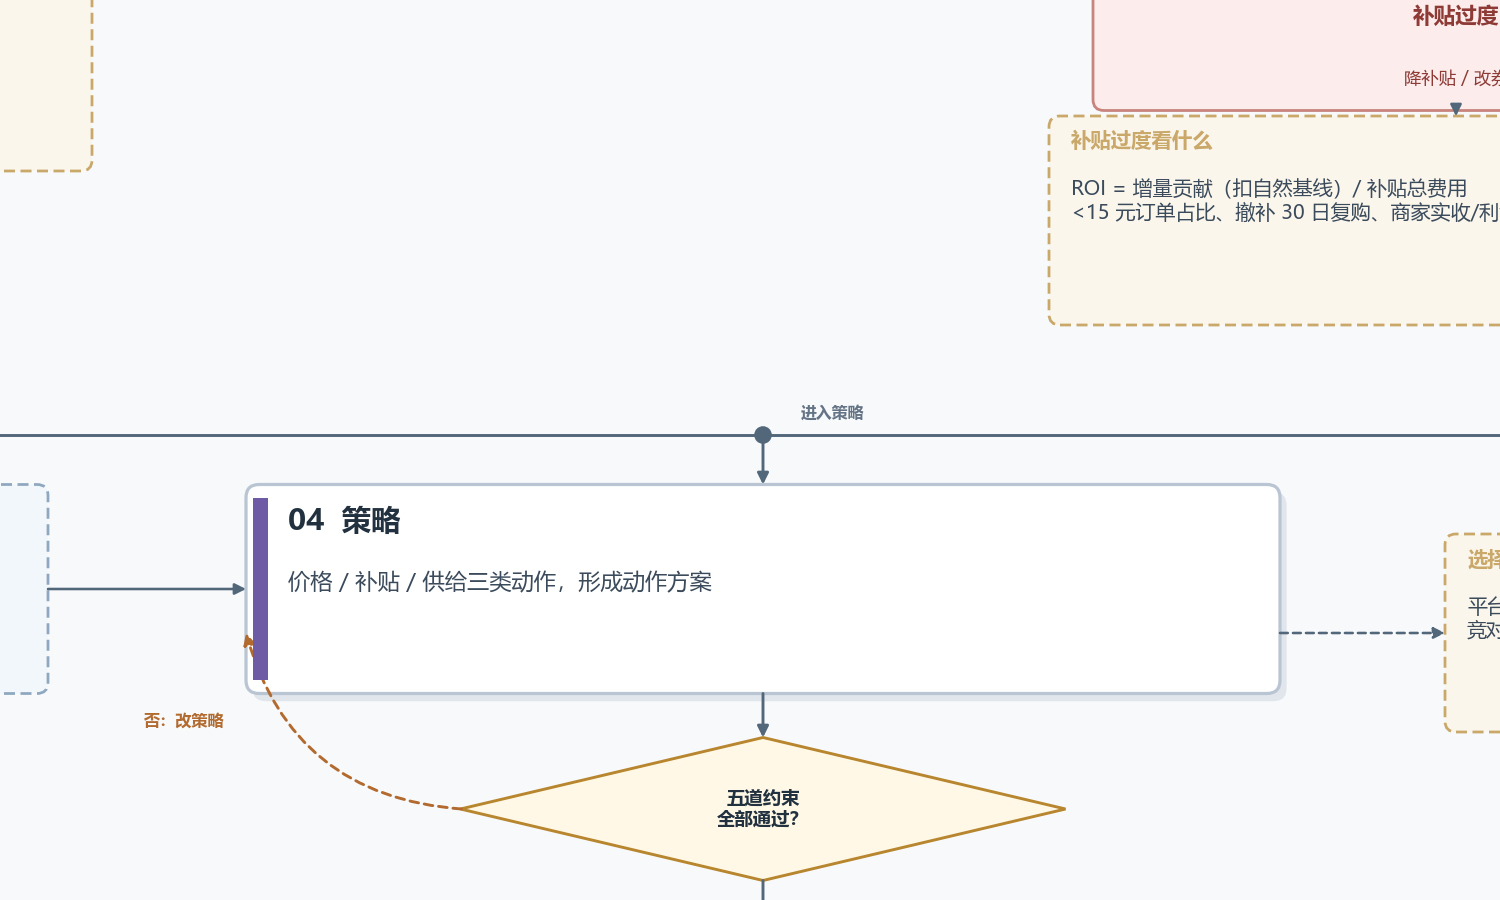 补贴过度
降补贴 / 改券
补贴过度看什么
ROI = 增量贡献（扣自然基线）/ 补贴总费用
<15 元订单占比、撤补 30 日复购、商家实收/利
进入策略
04 策略
价格 / 补贴 / 供给三类动作，形成动作方案
选择
平台
竞对
否：改策略
五道约束
全部通过？